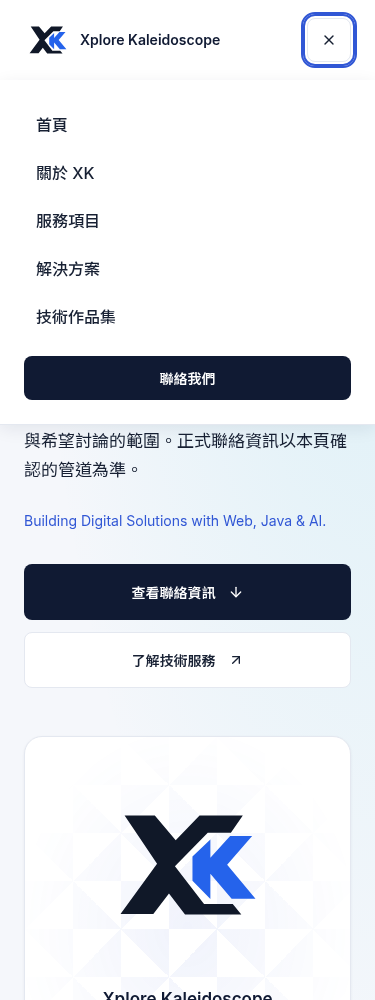 Xplore Kaleidoscope
首頁
關於 XK
服務項目
解決方案
技術作品集
聯絡我們
與希望討論的範圍。正式聯絡資訊以本頁確
認的管道為準。
Building Digital Solutions with Web, Java & AI.
查看聯絡資訊
了解技術服務
XK
Xplore Kaleidoscope